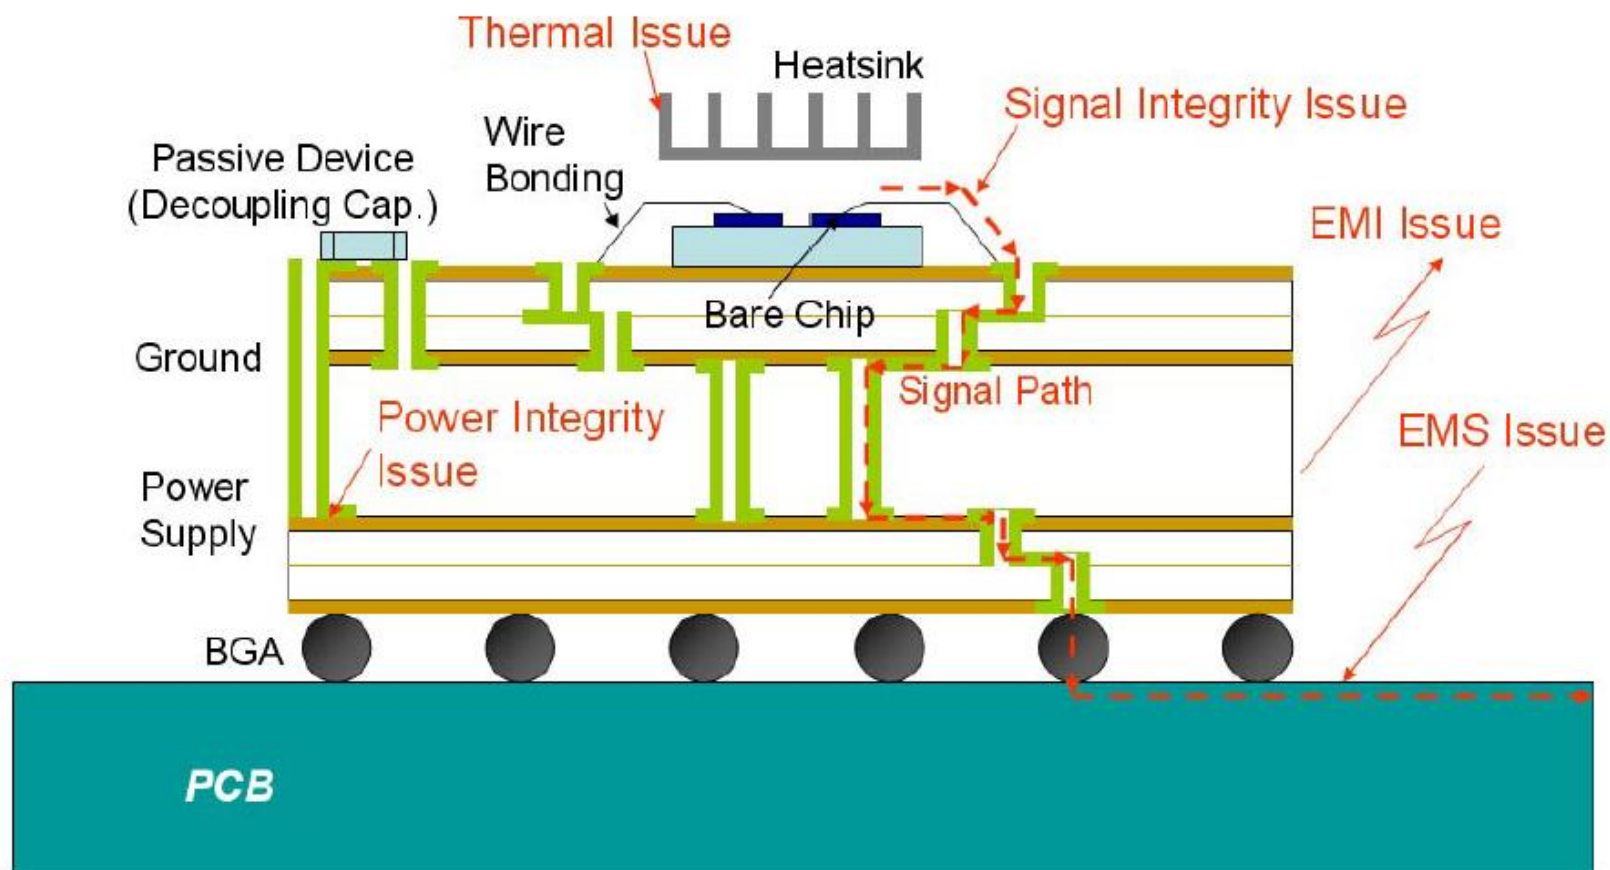 Thermal Issue
Heatsink
Signal Integrity Issue
Wire
Bonding
Passive Device
(Decoupling Cap.)
EMI Issue
Bare Chip
Ground
Signal Path
Power Integrity
Issue
EMS Issue
Power
Supply
BGA
PCB